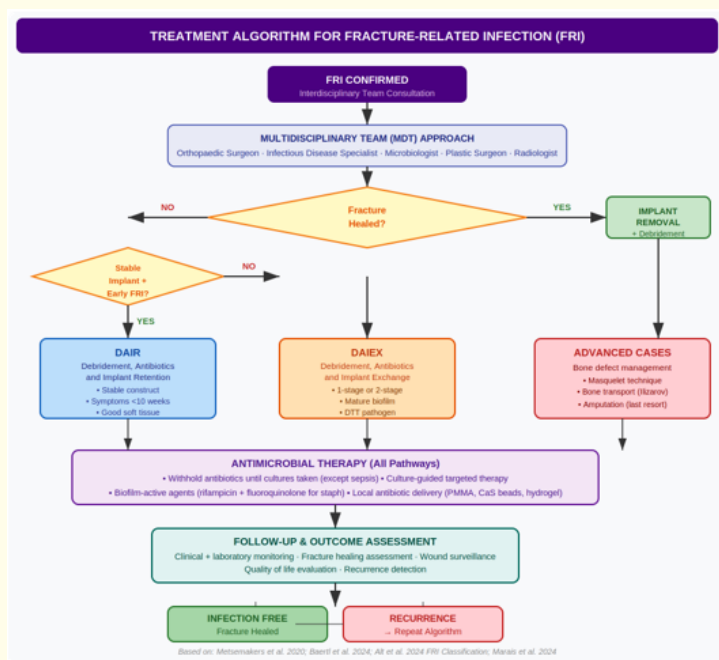 TREATMENT ALGORITHM FOR FRACTURE-RELATED INFECTION (FRI)
FRI CONFIRMED
Interdisciplinary Team Consultation
MULTIDISCIPLINARY TEAM (MDT) APPROACH
Orthopaedic Surgeon · Infectious Disease Specialist · Microbiologist · Plastic Surgeon · Radiologist
NO
Fracture
Healed?
YES
IMPLANT
REMOVAL
+ Debridement
Stable
Implant +
Early FRI?
NO
YES
DAIR
Debridement, Antibiotics
and Implant Retention
• Stable construct
• Symptoms <10 weeks
• Good soft tissue
DAIEX
Debridement, Antibiotics
and Implant Exchange
• 1-stage or 2-stage
• Mature biofilm
• DTT pathogen
ADVANCED CASES
Bone defect management
• Masquelet technique
• Bone transport (Ilizarov)
• Amputation (last resort)
ANTIMICROBIAL THERAPY (All Pathways)
• Withhold antibiotics until cultures taken (except sepsis) • Culture-guided targeted therapy
• Biofilm-active agents (rifampicin + fluoroquinolone for staph) • Local antibiotic delivery (PMMA, CaS beads, hydrogel)
FOLLOW-UP & OUTCOME ASSESSMENT
Clinical + laboratory monitoring · Fracture healing assessment · Wound surveillance
Quality of life evaluation · Recurrence detection
INFECTION FREE
Fracture Healed
RECURRENCE
→ Repeat Algorithm
Based on: Metsemakers et al. 2020; Baertl et al. 2024; Alt et al. 2024 FRI Classification; Marais et al. 2024